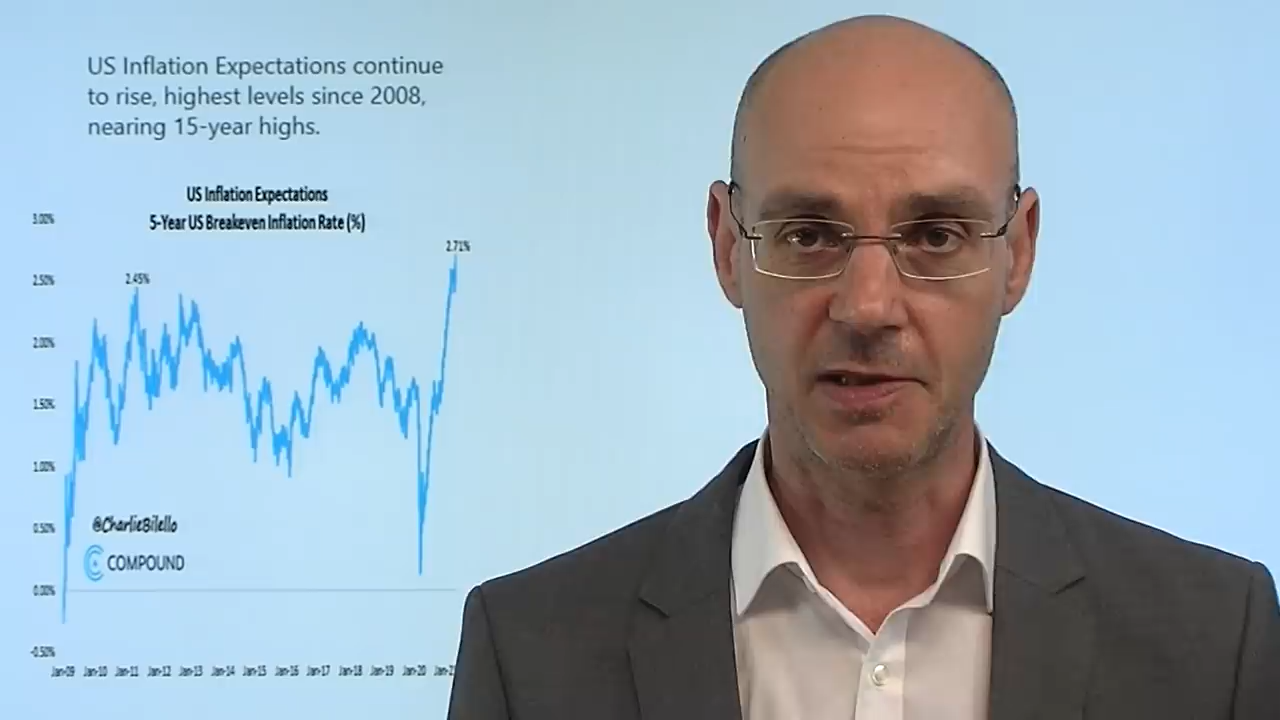 US Inflation Expectations continue
to rise, highest levels since 2008,
nearing 15-year highs.
US Inflation Expectations
5-Year US Breakeven Inflation Rate (%)
3.00%
2.71%
2.50%
2.45%
2.00%
1.50%
1.00%
0.50%
@CharlieBilello
COMPOUND
0.00%
-0.50%
Jan-09 Jan-10 Jan-11 Jan-12 Jan-13 Jan-14 Jan-15 Jan-16 Jan-17 Jan-18 Jan-19 Jan-20